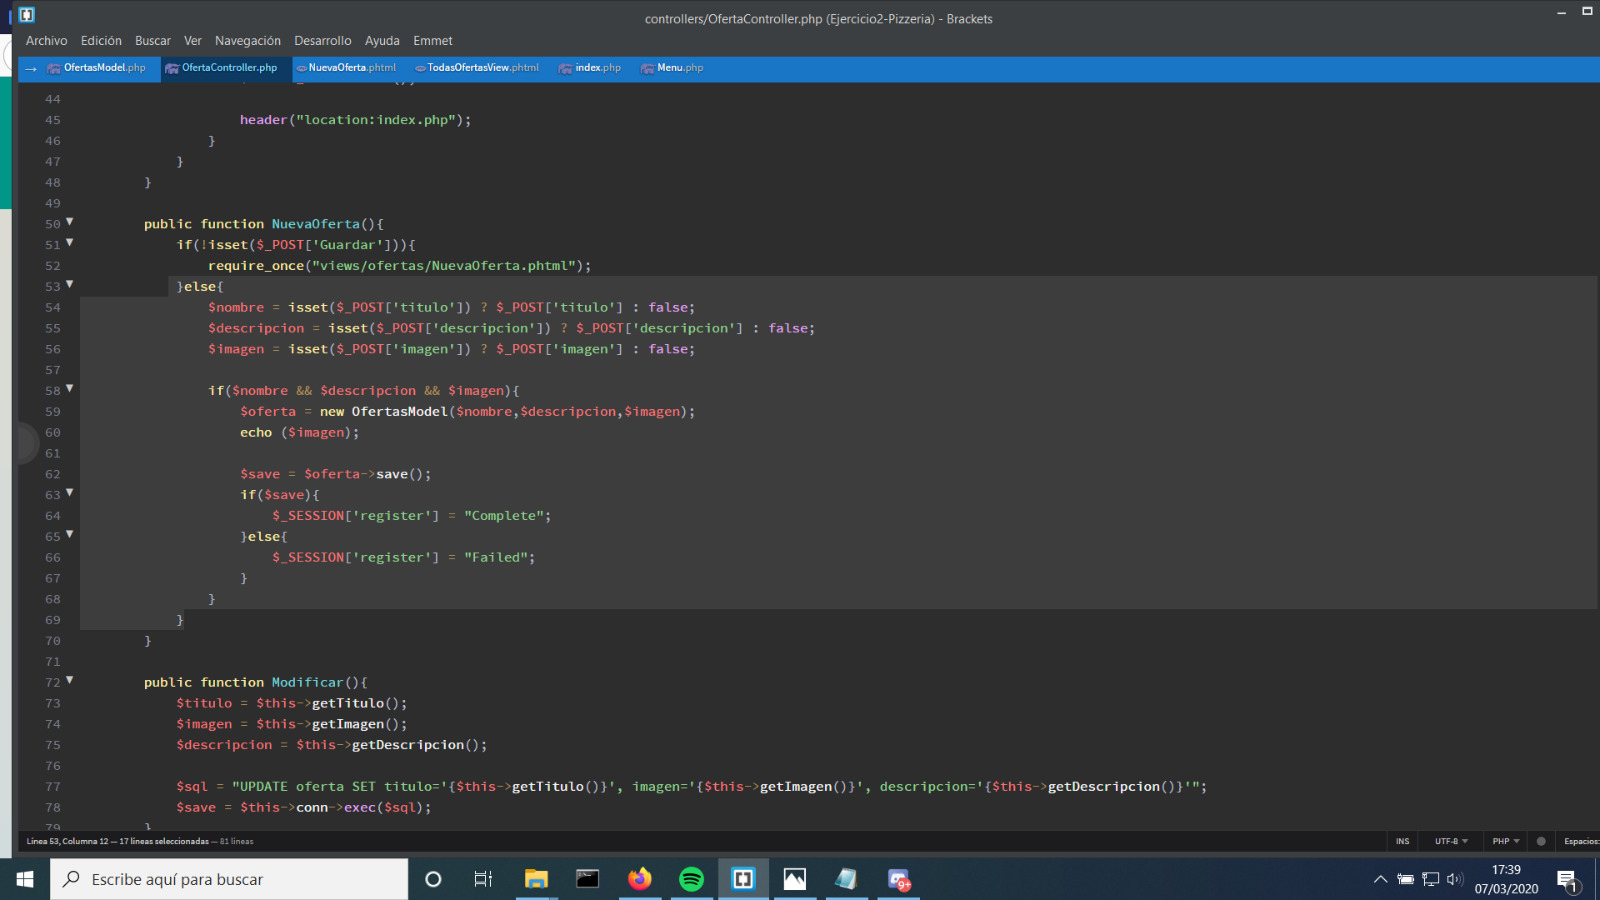 controllers/OfertaController.php (Ejercicio2-Pizzeria) - Brackets
Archivo Edición Buscar Ver Navegación Desarrollo Ayuda Emmet
OfertasModel.php OfertaController.php NuevaOferta.phtml TodasOfertasView.phtml index.php Menu.php
44
45 header("location:index.php");
46 }
47 }
48 }
49
50 public function NuevaOferta(){
51 if(!isset($_POST['Guardar'])){
52 require_once("views/ofertas/NuevaOferta.phtml");
53 }else{
54 $nombre = isset($_POST['titulo']) ? $_POST['titulo'] : false;
55 $descripcion = isset($_POST['descripcion']) ? $_POST['descripcion'] : false;
56 $imagen = isset($_POST['imagen']) ? $_POST['imagen'] : false;
57
58 if($nombre && $descripcion && $imagen){
59 $oferta = new OfertasModel($nombre,$descripcion,$imagen);
60 echo ($imagen);
61
62 $save = $oferta->save();
63 if($save){
64 $_SESSION['register'] = "Complete";
65 }else{
66 $_SESSION['register'] = "Failed";
67 }
68 }
69 }
70 }
71
72 public function Modificar(){
73 $titulo = $this->getTitulo();
74 $imagen = $this->getImagen();
75 $descripcion = $this->getDescripcion();
76
77 $sql = "UPDATE oferta SET titulo='{$this->getTitulo()}', imagen='{$this->getImagen()}', descripcion='{$this->getDescripcion()}'";
78 $save = $this->conn->exec($sql);
79 }
Línea 53, Columna 12 — 17 líneas seleccionadas — 81 líneas INS UTF-8 PHP Espacios:
Escribe aquí para buscar
9+
17:39
07/03/2020
1